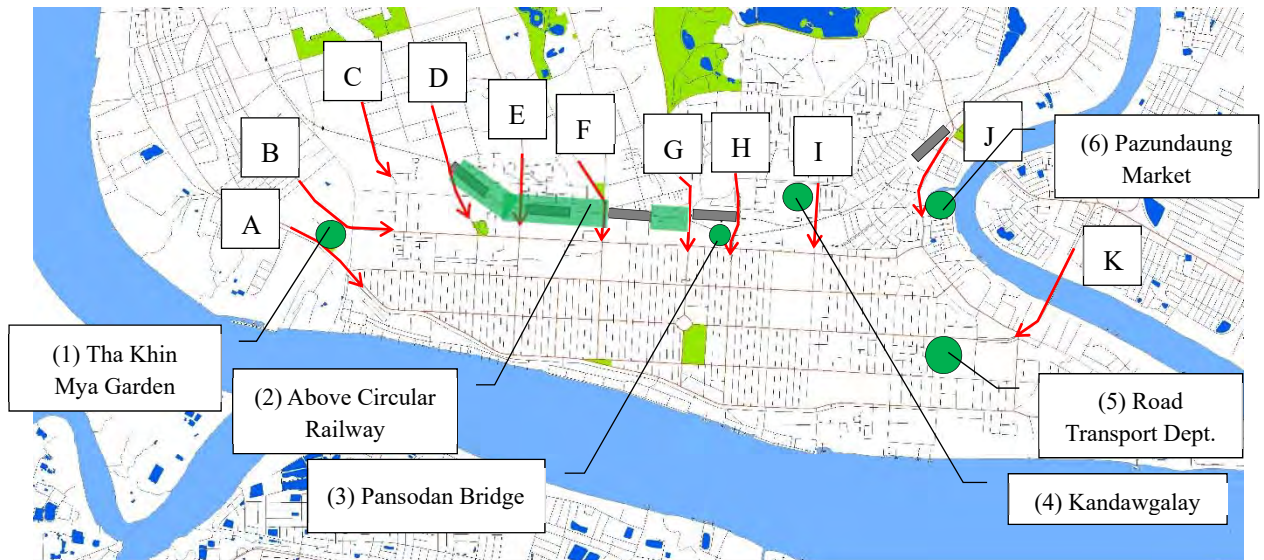 C
D
E
F
G
H
I
J
(6) Pazundaung
Market
B
A
K
(1) Tha Khin
Mya Garden
(2) Above Circular
Railway
(3) Pansodan Bridge
(5) Road
Transport Dept.
(4) Kandawgalay